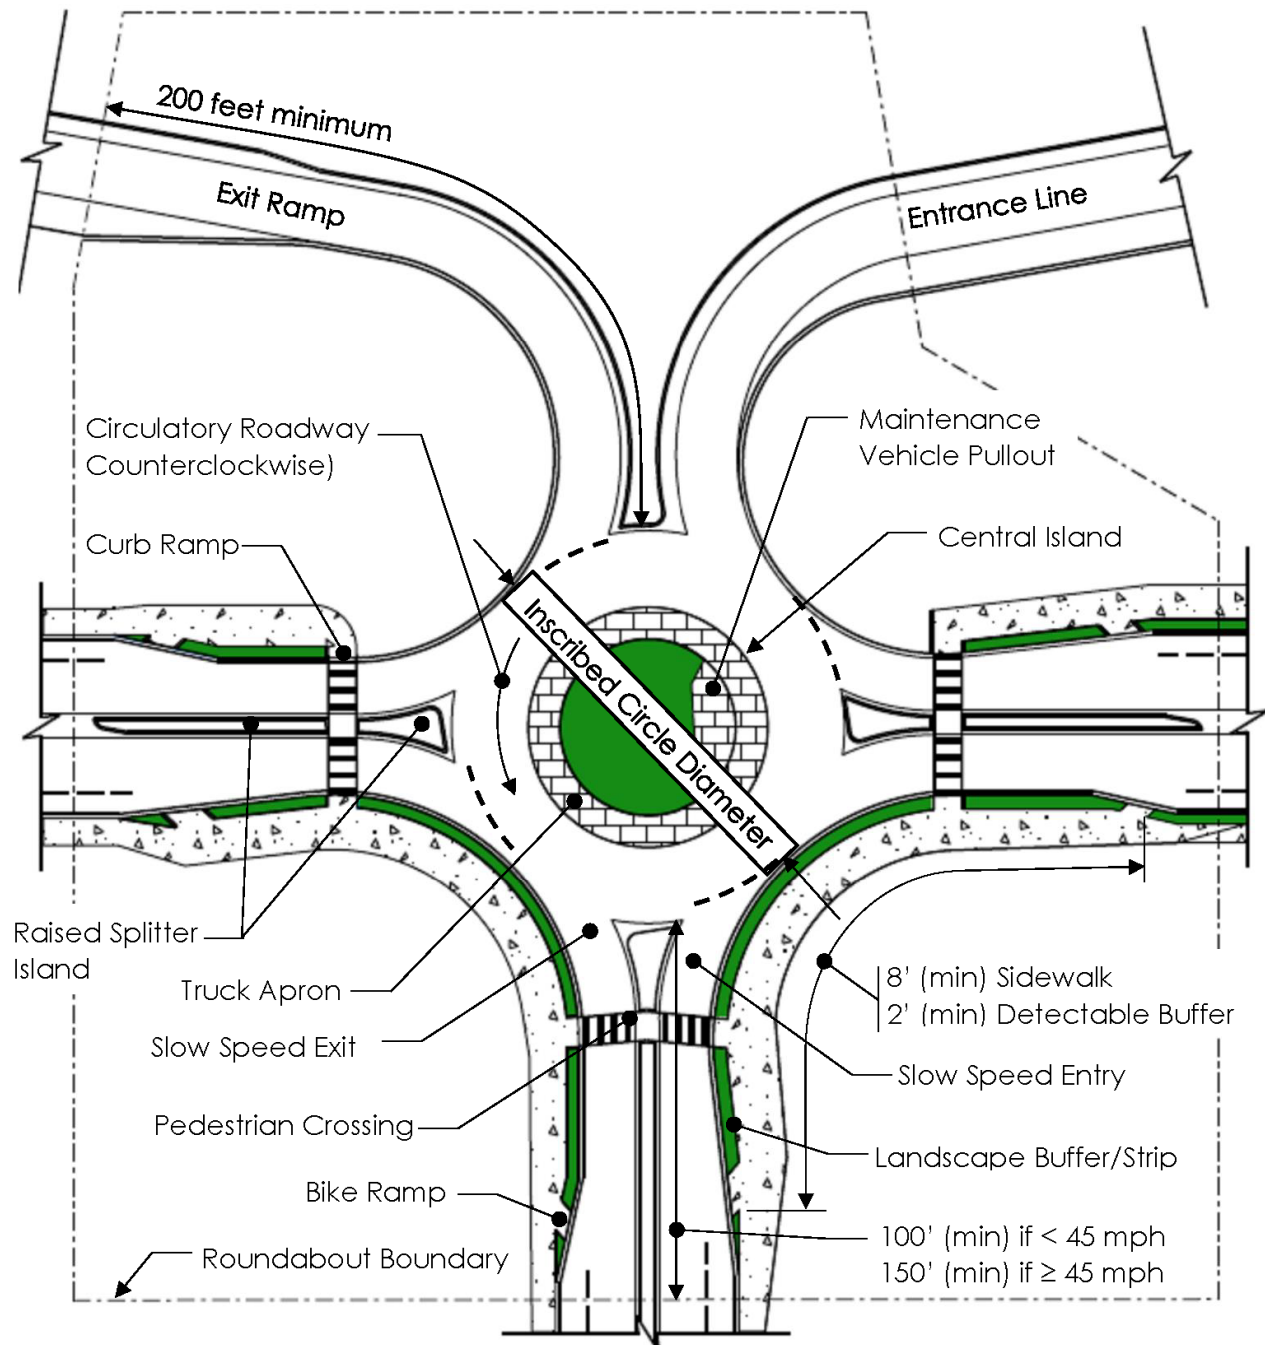 200 feet minimum
Exit Ramp
Entrance Line
Circulatory Roadway
Counterclockwise)
Maintenance
Vehicle Pullout
Curb Ramp
Central Island
Inscribed Circle Diameter
Raised Splitter
Island
Truck Apron
8' (min) Sidewalk
2' (min) Detectable Buffer
Slow Speed Exit
Slow Speed Entry
Pedestrian Crossing
Landscape Buffer/Strip
Bike Ramp
100' (min) if < 45 mph
150' (min) if ≥ 45 mph
Roundabout Boundary